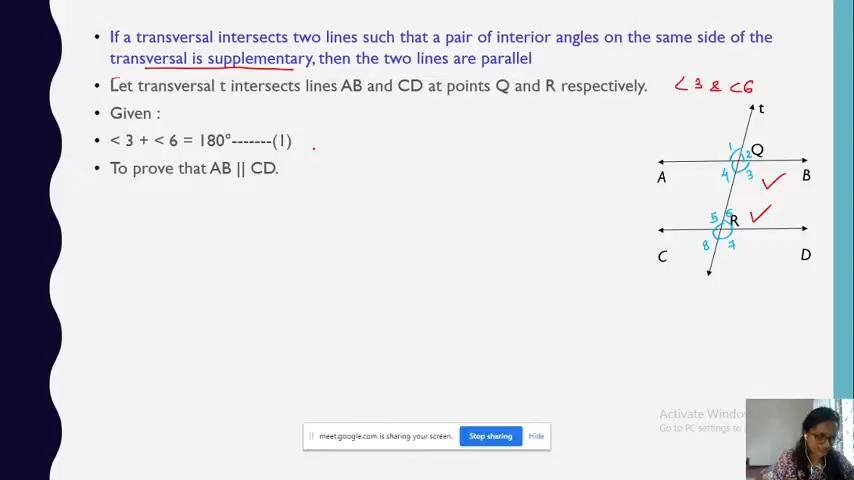 If a transversal intersects two lines such that a pair of interior angles on the same side of the
transversal is supplementary, then the two lines are parallel
Let transversal t intersects lines AB and CD at points Q and R respectively.
<3 & <6
Given :
< 3 + < 6 = 180°-------(1)
To prove that AB || CD.
t
1 2 Q
A 4 3 B
5 6 R
8 7
C D
Activate Window
Go to PC settings to
meet.google.com is sharing your screen.
Stop sharing
Hide